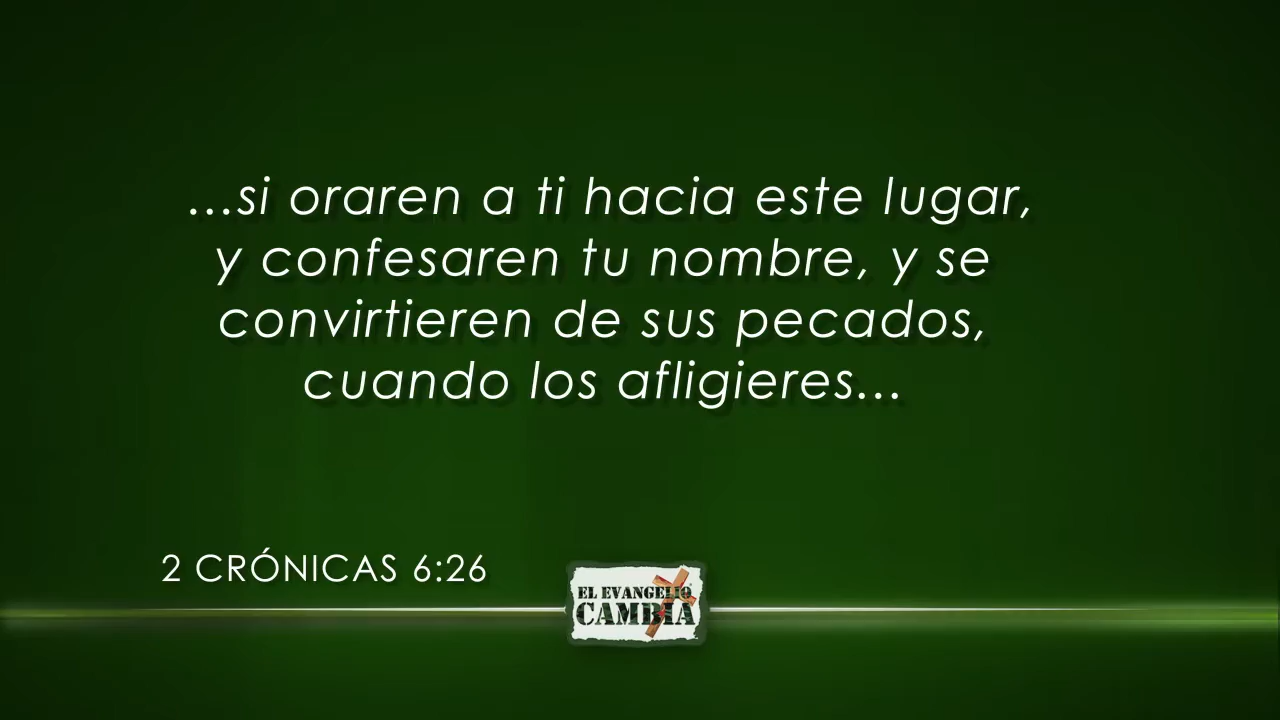 ...si oraren a ti hacia este lugar,
y confesaren tu nombre, y se
convirtieren de sus pecados,
cuando los afligieres...
2 CRÓNICAS 6:26
EL EVANGELIO
CAMBIA